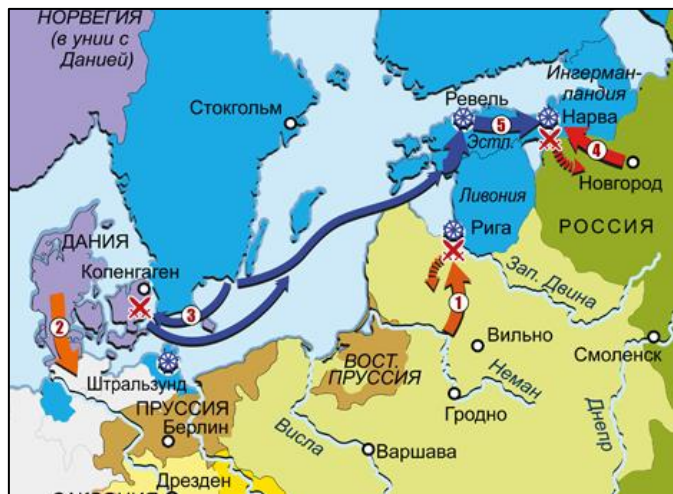 НОРВЕГИЯ
(в унии с
Данией)
Стокгольм
Ревель
Ингерман-
ландия
Нарва
5
Эстл.
4
Новгород
Ливония
РОССИЯ
ДАНИЯ
Рига
Копенгаген
Зап. Двина
2
3
1
Вильно
Смоленск
Штральзунд
ВОСТ.
ПРУССИЯ
Неман
ПРУССИЯ
Берлин
Гродно
Днепр
Висла
Варшава
Дрезден